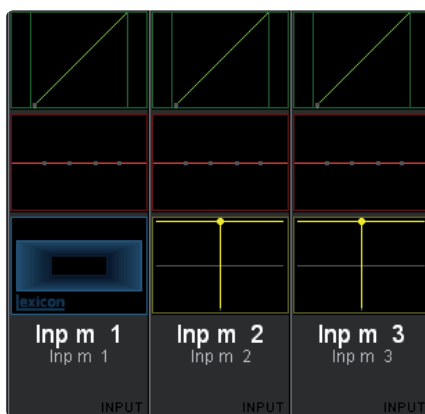 lexicon
Inp m 1
Inp m 1
INPUT
Inp m 2
Inp m 2
INPUT
Inp m 3
Inp m 3
INPUT